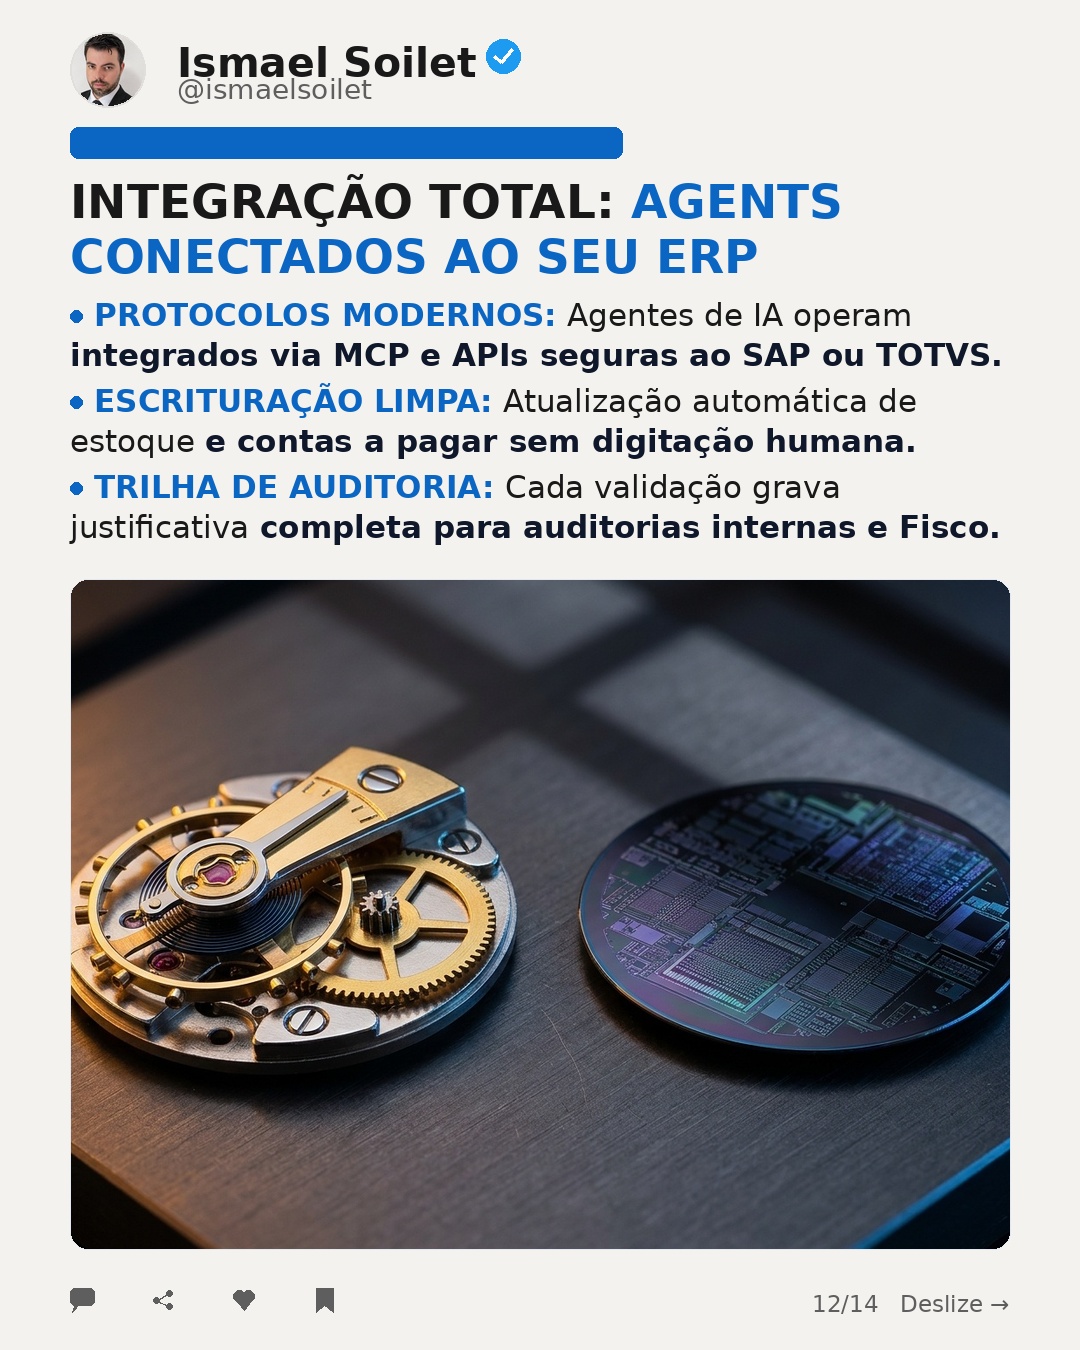 Ismael Soilet
@ismaelsoilet
INTEGRAÇÃO TOTAL: AGENTS
CONECTADOS AO SEU ERP
• PROTOCOLOS MODERNOS: Agentes de IA operam
integrados via MCP e APIs seguras ao SAP ou TOTVS.
• ESCRITURAÇÃO LIMPA: Atualização automática de
estoque e contas a pagar sem digitação humana.
• TRILHA DE AUDITORIA: Cada validação grava
justificativa completa para auditorias internas e Fisco.
12/14 Deslize →